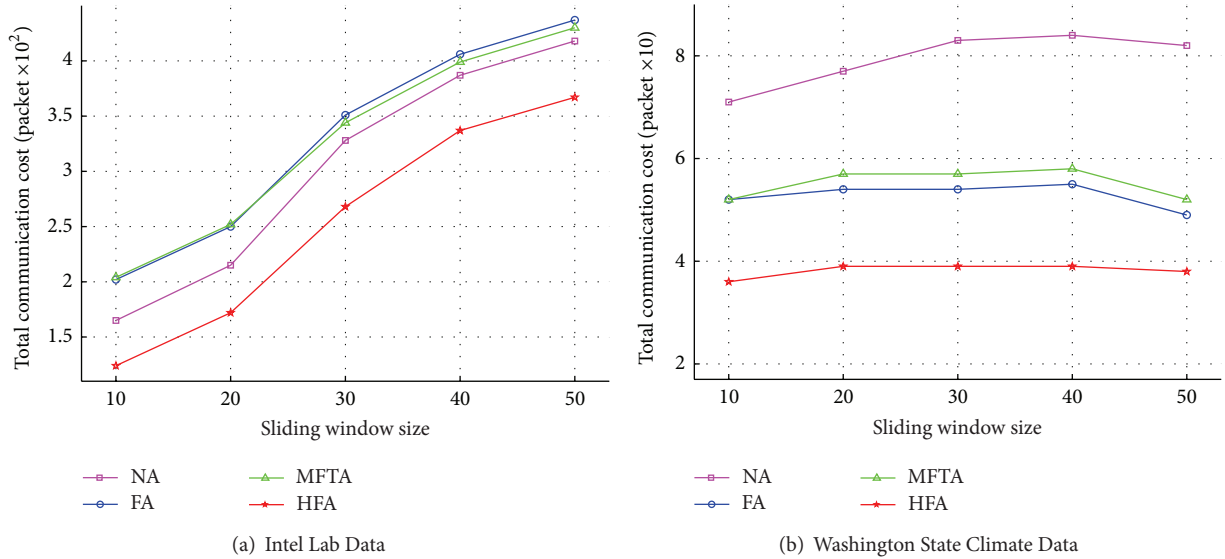 Total communication cost (packet ×10²)
4
3.5
3
2.5
2
1.5
10 20 30 40 50
Sliding window size
NA MFTA
FA HFA
(a) Intel Lab Data
Total communication cost (packet ×10)
8
6
4
2
10 20 30 40 50
Sliding window size
NA MFTA
FA HFA
(b) Washington State Climate Data